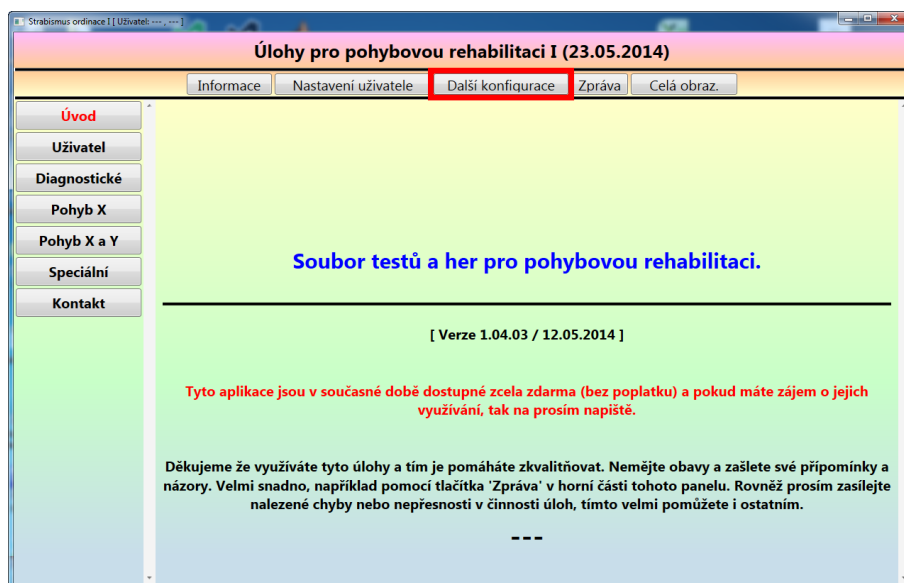 Strabismus ordinace I [ Uživatel: --- , --- ]
Úlohy pro pohybovou rehabilitaci I (23.05.2014)
Informace Nastavení uživatele Další konfigurace Zpráva Celá obraz.
Úvod
Uživatel
Diagnostické
Pohyb X
Pohyb X a Y
Speciální
Kontakt
Soubor testů a her pro pohybovou rehabilitaci.
[ Verze 1.04.03 / 12.05.2014 ]
Tyto aplikace jsou v současné době dostupné zcela zdarma (bez poplatku) a pokud máte zájem o jejich
využívání, tak na prosím napiště.
Děkujeme že využíváte tyto úlohy a tím je pomáháte zkvalitňovat. Nemějte obavy a zašlete své přípomínky a
názory. Velmi snadno, například pomocí tlačítka 'Zpráva' v horní části tohoto panelu. Rovněž prosím zasílejte
nalezené chyby nebo nepřesnosti v činnosti úloh, tímto velmi pomůžete i ostatním.
---